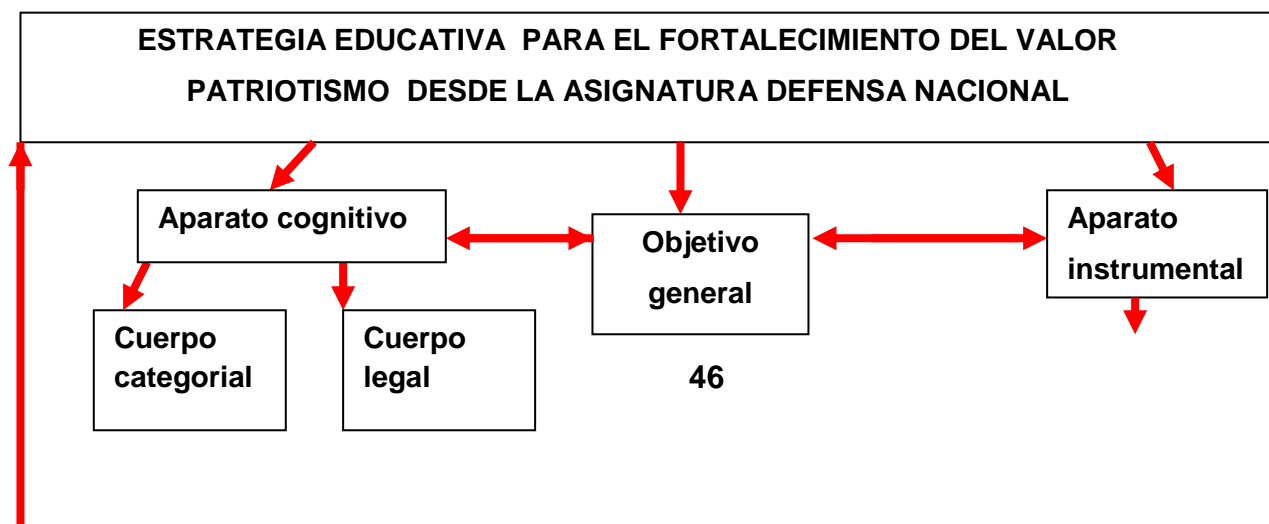 ESTRATEGIA EDUCATIVA PARA EL FORTALECIMIENTO DEL VALOR
PATRIOTISMO DESDE LA ASIGNATURA DEFENSA NACIONAL
Aparato cognitivo
Objetivo
general
Aparato
instrumental
Cuerpo
categorial
Cuerpo
legal
46